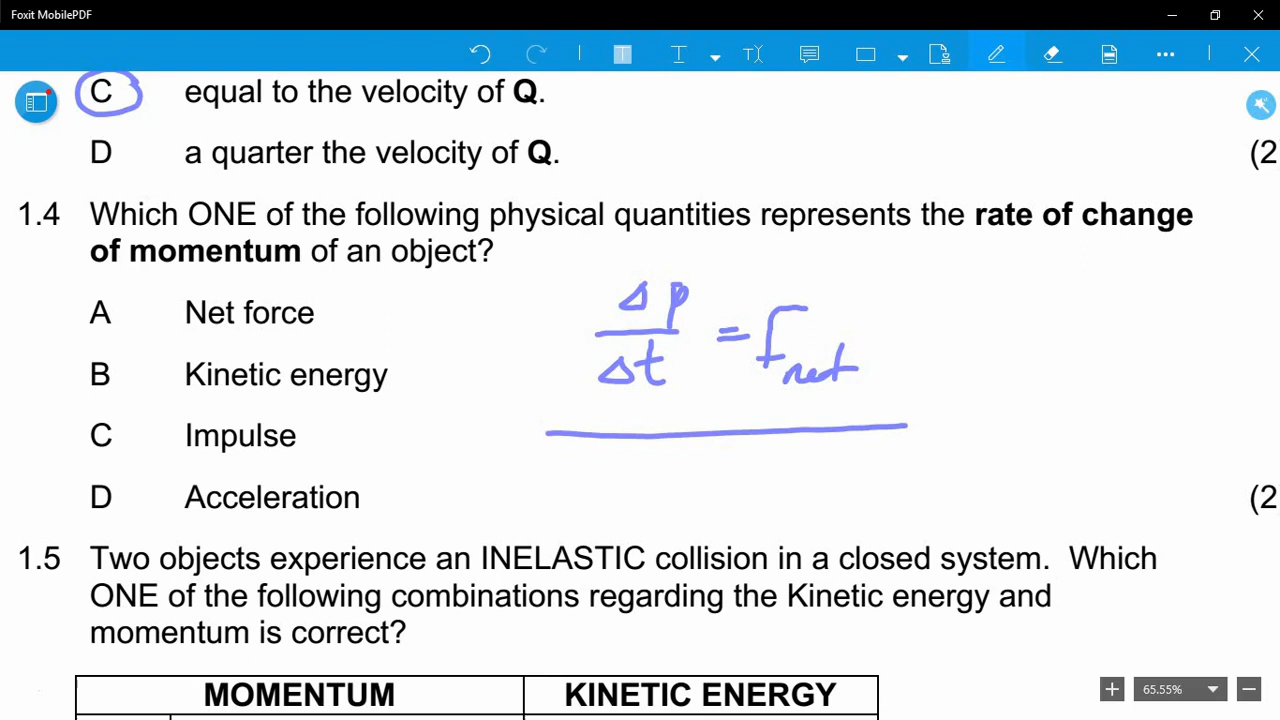 Foxit MobilePDF
C equal to the velocity of Q.
D a quarter the velocity of Q.
(2
1.4 Which ONE of the following physical quantities represents the rate of change
of momentum of an object?
A Net force
B Kinetic energy
C Impulse
D Acceleration
(2
Δp
Δt
= Fnet
1.5 Two objects experience an INELASTIC collision in a closed system. Which
ONE of the following combinations regarding the Kinetic energy and
momentum is correct?
MOMENTUM KINETIC ENERGY
65.55%